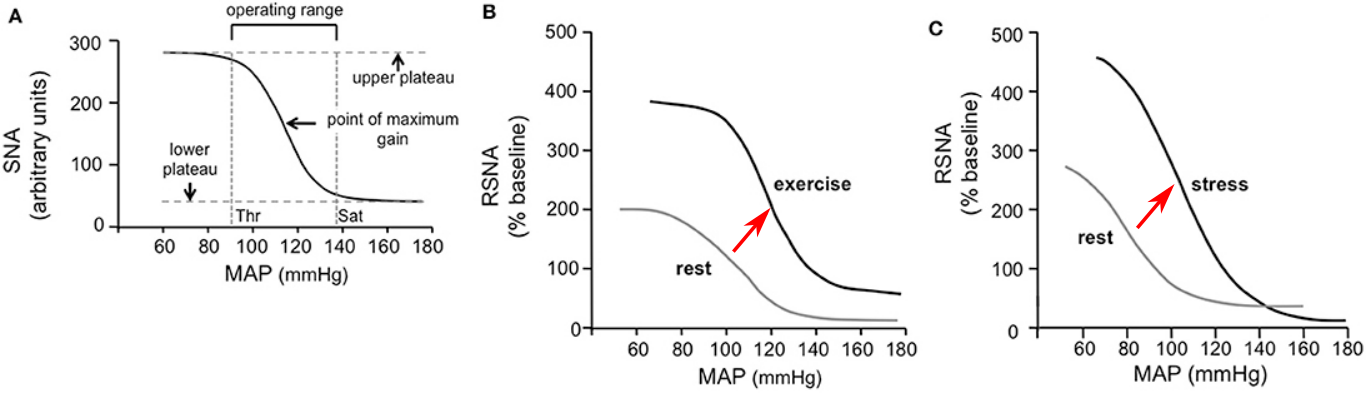 A
operating range
300
200
100
0
SNA
(arbitrary units)
upper plateau
point of maximum
gain
lower
plateau
Thr
Sat
60 80 100 120 140 160 180
MAP (mmHg)
B
500
400
300
200
100
0
RSNA
(% baseline)
exercise
rest
60 80 100 120 140 160 180
MAP (mmHg)
C
500
400
300
200
100
0
RSNA
(% baseline)
stress
rest
60 80 100 120 140 160 180
MAP (mmHg)